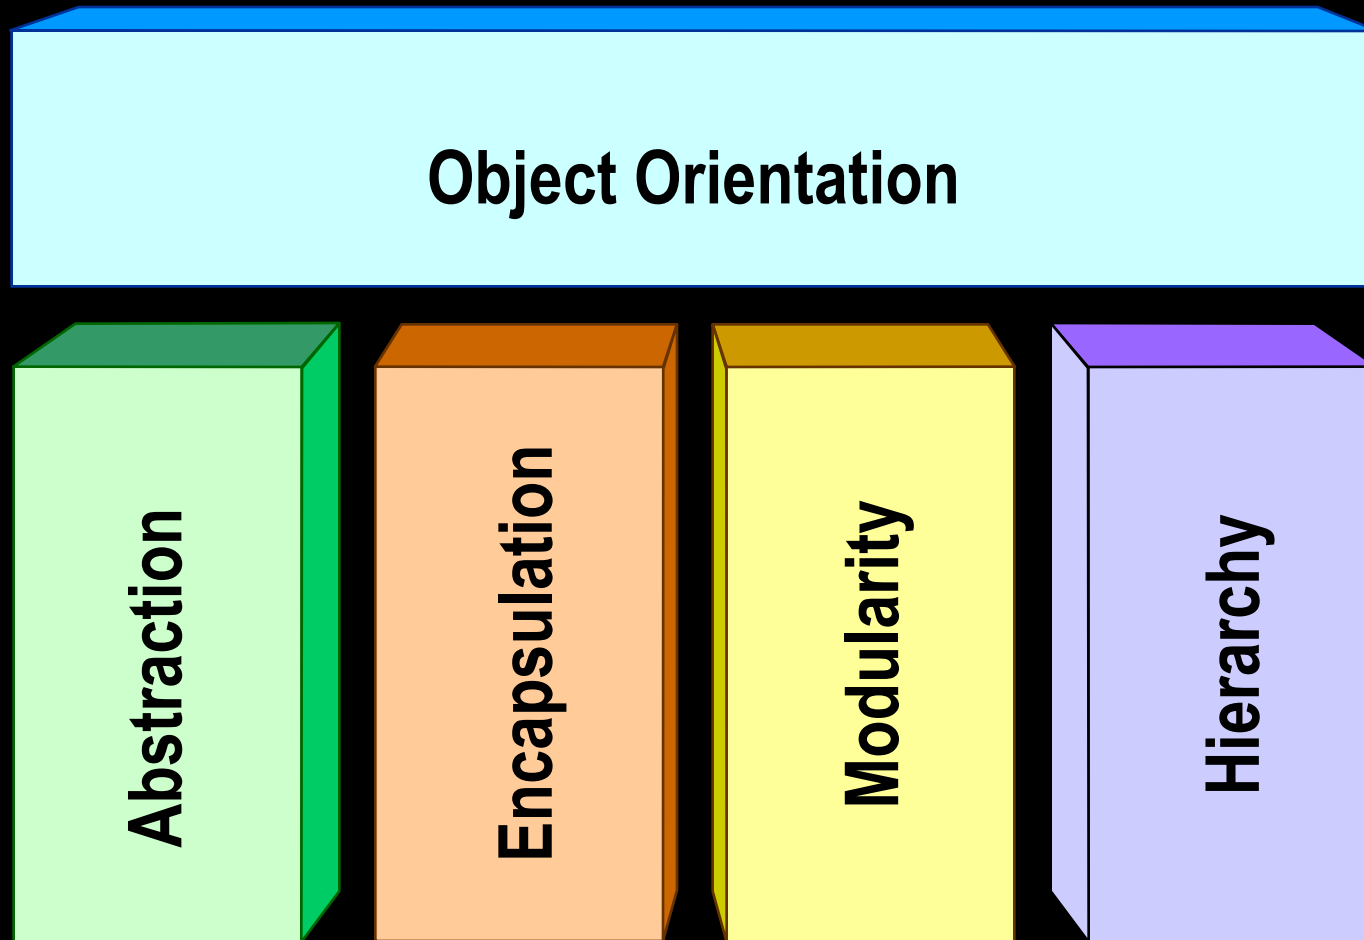 Object Orientation
Abstraction
Encapsulation
Modularity
Hierarchy